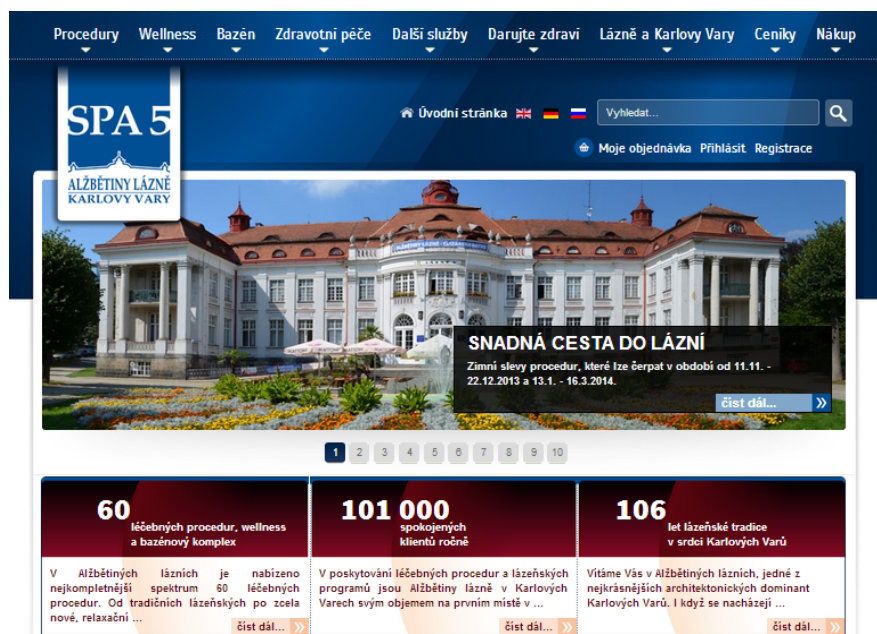 Procedury Wellness Bazén Zdravotní péče Další služby Darujte zdraví Lázně a Karlovy Vary Ceníky Nákup
SPA 5
ALŽBĚTINY LÁZNĚ
KARLOVY VARY
Úvodní stránka
Vyhledat...
Moje objednávka Přihlásit Registrace
SNADNÁ CESTA DO LÁZNÍ
Zimní slevy procedur, které lze čerpat v období od 11.11. -
22.12.2013 a 13.1. - 16.3.2014.
číst dál...
1 2 3 4 5 6 7 8 9 10
60
léčebných procedur, wellness
a bazénový komplex
V Alžbětiných lázních je nabízeno
nejkompletnější spektrum 60 léčebných
procedur. Od tradičních lázeňských po zcela
nové, relaxační ...
číst dál...
101 000
spokojených
klientů ročně
V poskytování léčebných procedur a lázeňských
programů jsou Alžbětiny lázně v Karlových
Varech svým objemem na prvním místě v ...
číst dál...
106
let lázeňské tradice
v srdci Karlových Varů
Vítáme Vás v Alžbětiných lázních, jedné z
nejkrásnějších architektonických dominant
Karlových Varů. I když se nacházejí ...
číst dál...